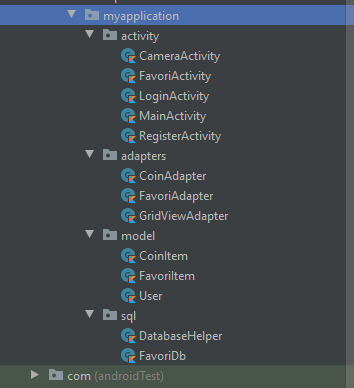 myapplication
activity
CameraActivity
FavoriActivity
LoginActivity
MainActivity
RegisterActivity
adapters
CoinAdapter
FavoriAdapter
GridViewAdapter
model
CoinItem
FavoriItem
User
sql
DatabaseHelper
FavoriDb
com (androidTest)